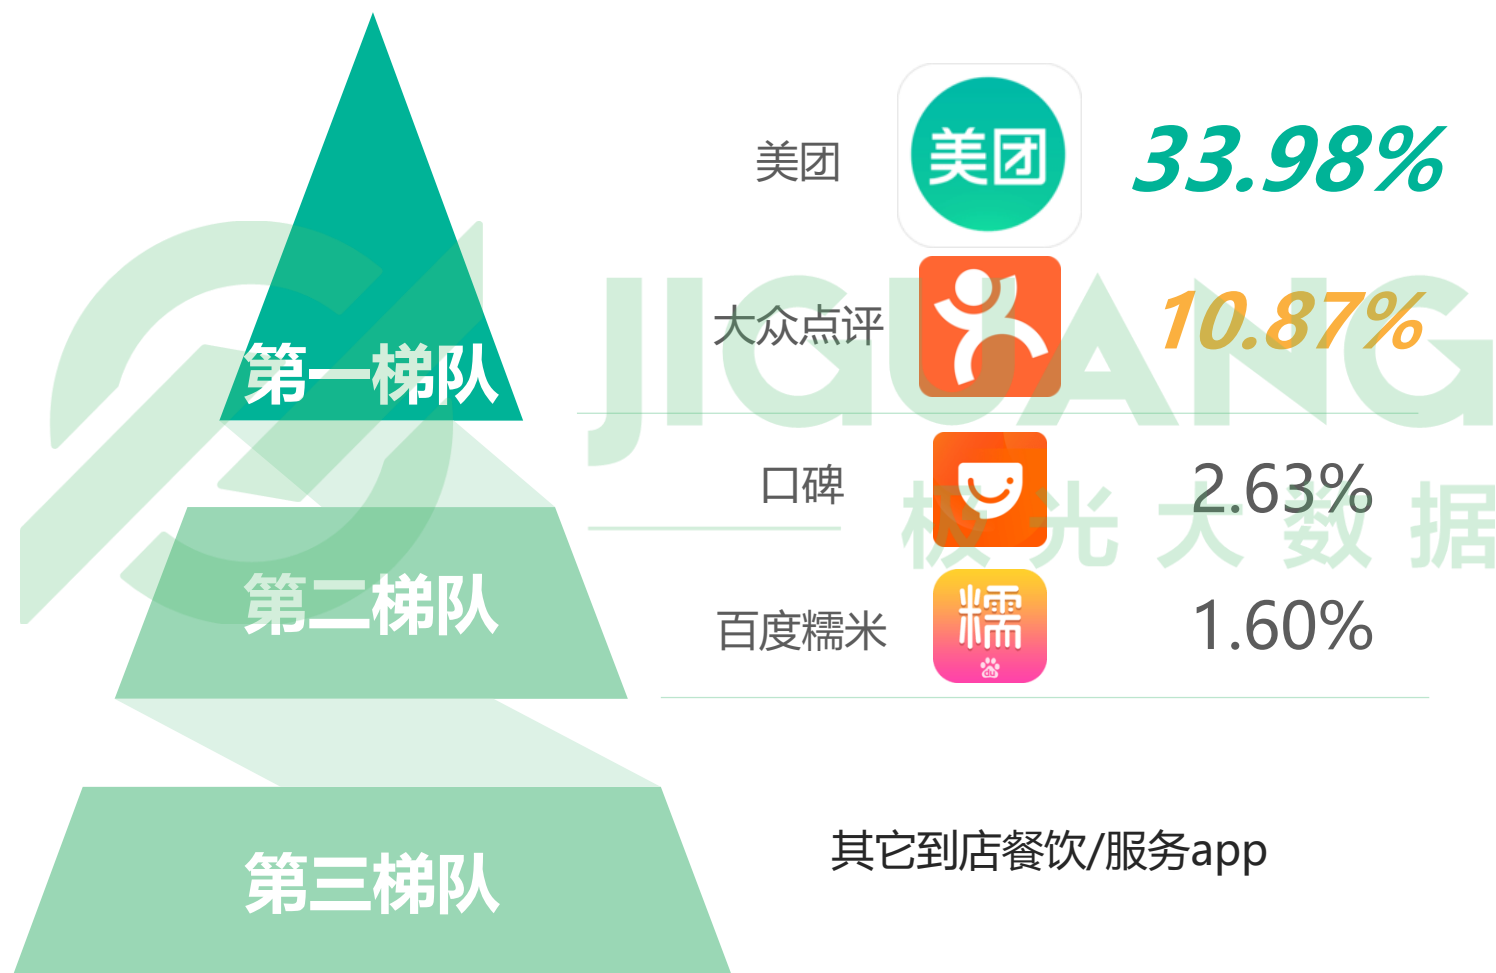 美团
美团
33.98%
大众点评
10.87%
第一梯队
JIGUANG
极光大数据
口碑
2.63%
第二梯队
百度糯米
糯
du
1.60%
第三梯队
其它到店餐饮/服务app